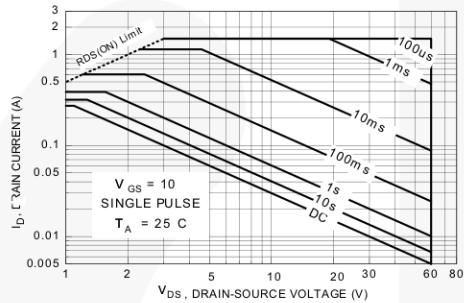 3
2
1
0.5
0.1
0.05
0.01
0.005
I D, DRAIN CURRENT (A)
RDS(ON) Limit
100us
1ms
10ms
100ms
1s
10s
DC
V GS = 10
SINGLE PULSE
T A = 25 C
1 2 5 10 20 30 60 80
V DS , DRAIN-SOURCE VOLTAGE (V)